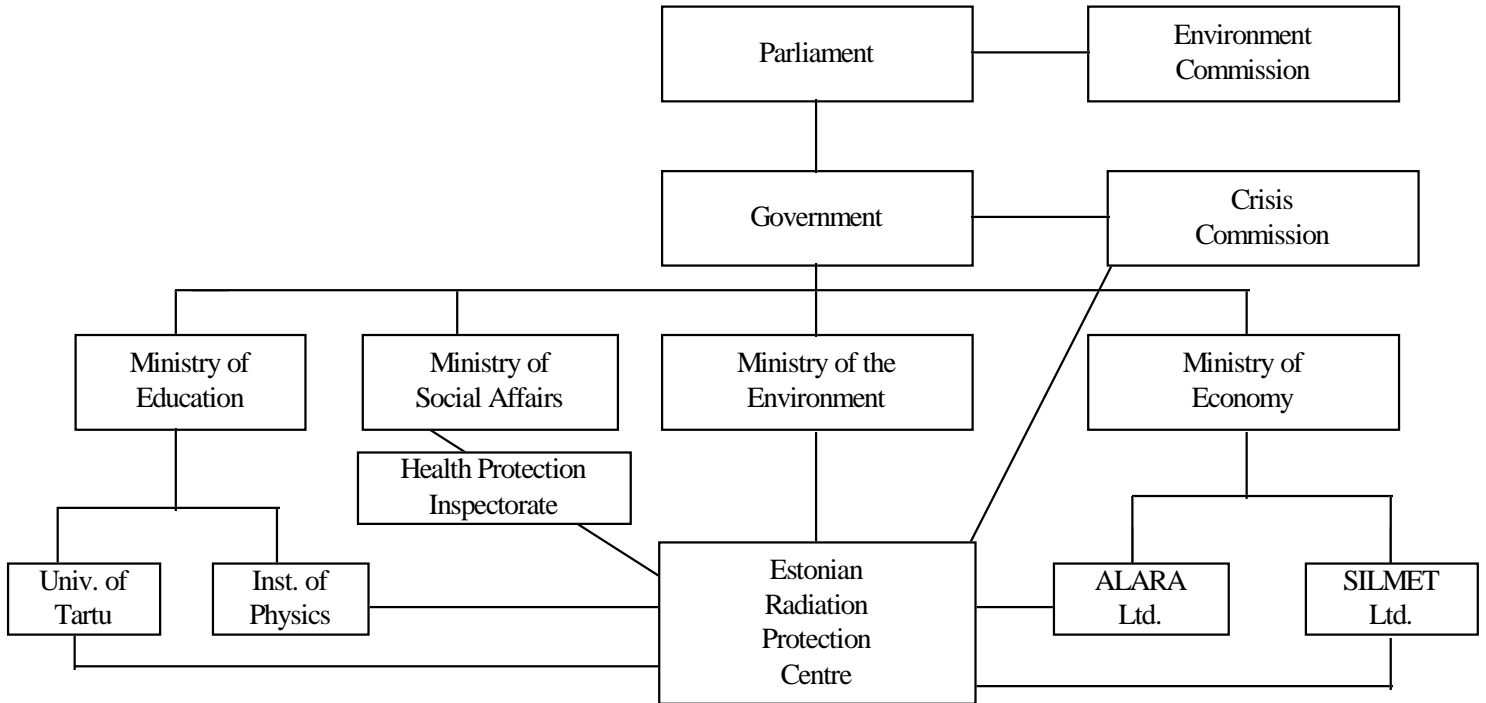 Parliament
Environment
Commission
Government
Crisis
Commission
Ministry of
Education
Ministry of
Social Affairs
Ministry of the
Environment
Ministry of
Economy
Health Protection
Inspectorate
Univ. of
Tartu
Inst. of
Physics
Estonian
Radiation
Protection
Centre
ALARA
Ltd.
SILMET
Ltd.